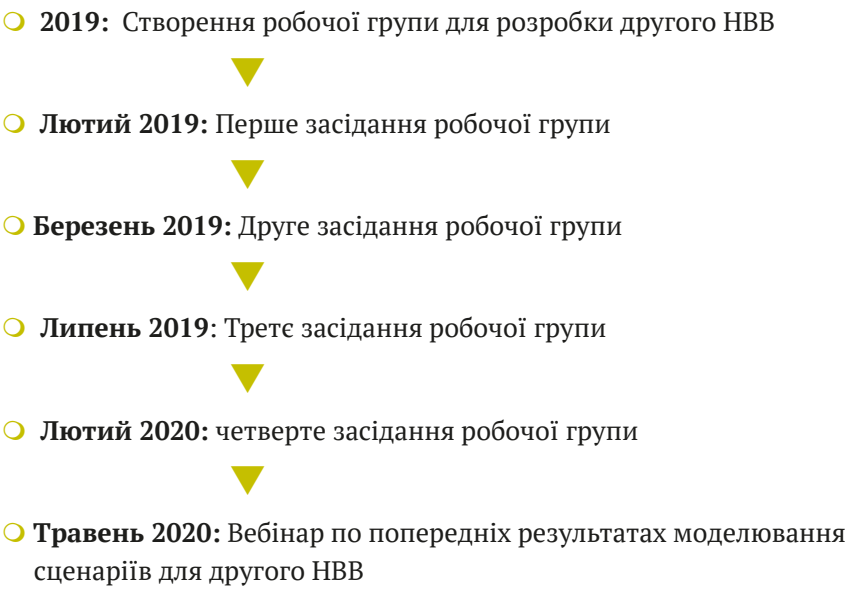 2019: Створення робочої групи для розробки другого НВВ
Лютий 2019: Перше засідання робочої групи
Березень 2019: Друге засідання робочої групи
Липень 2019: Третє засідання робочої групи
Лютий 2020: четверте засідання робочої групи
Травень 2020: Вебінар по попередніх результатах моделювання
сценаріїв для другого НВВ